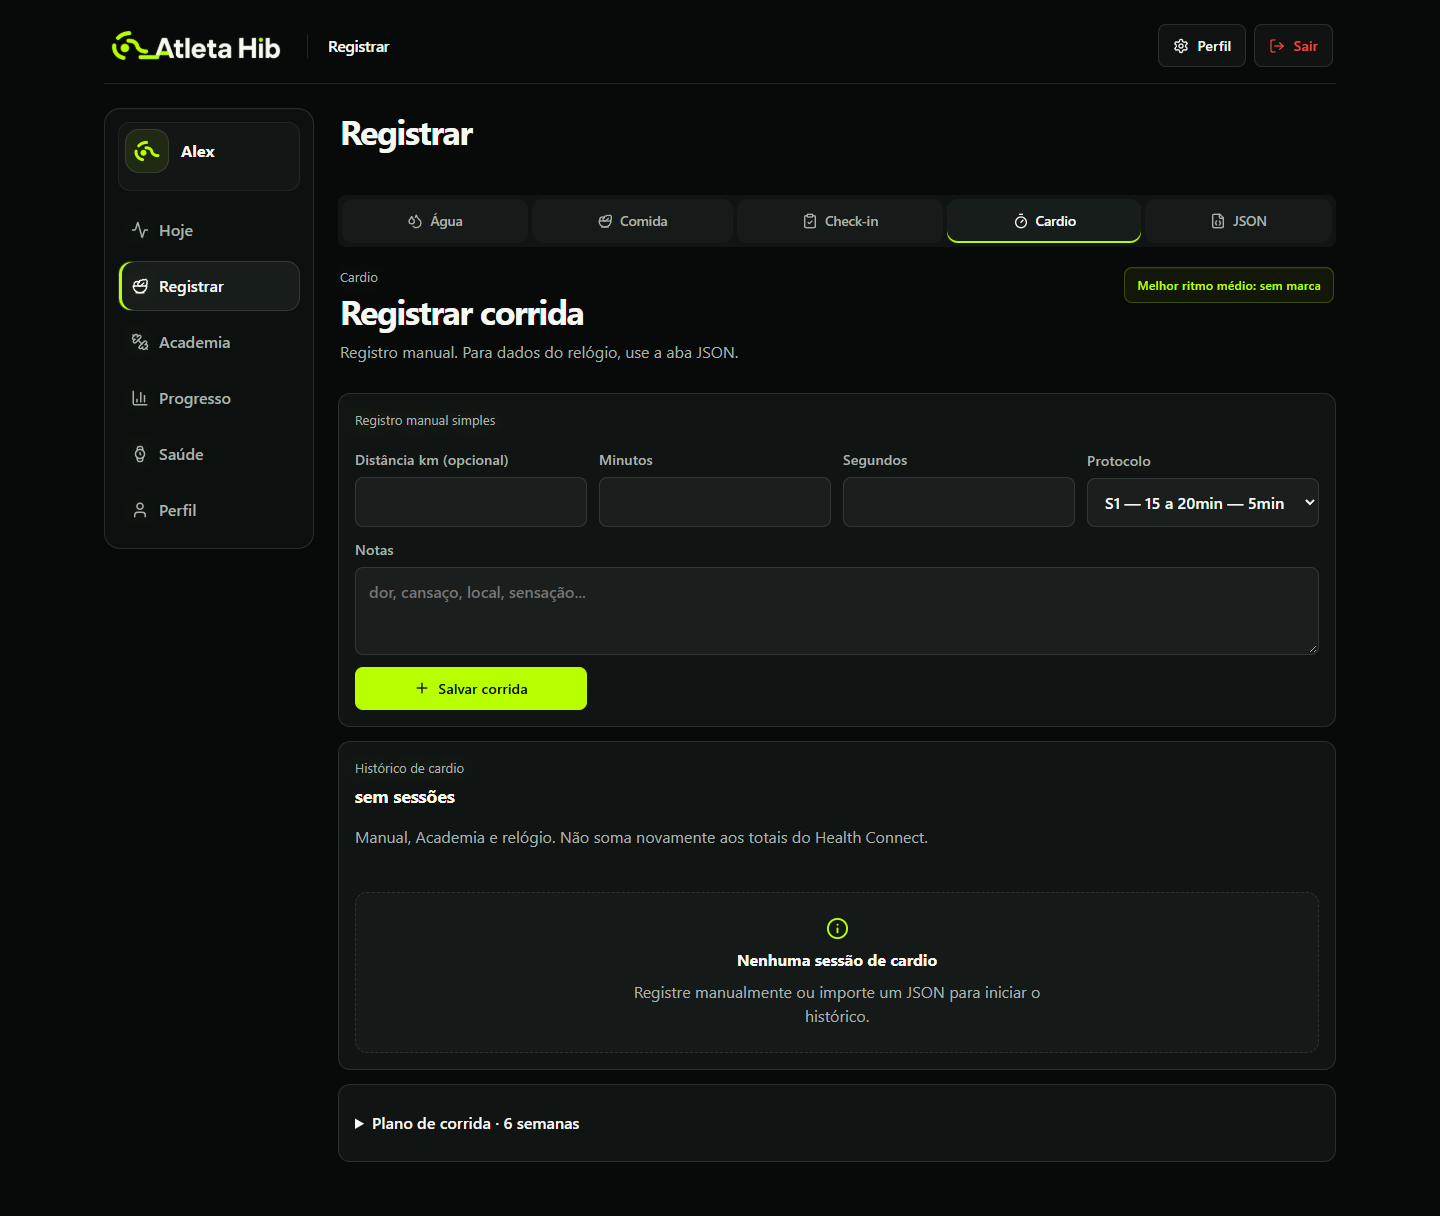 Atleta Hib
Registrar
Perfil
Sair
Alex
Hoje
Registrar
Academia
Progresso
Saúde
Perfil
Registrar
Água
Comida
Check-in
Cardio
JSON
Cardio
Registrar corrida
Registro manual. Para dados do relógio, use a aba JSON.
Melhor ritmo médio: sem marca
Registro manual simples
Distância km (opcional)
Minutos
Segundos
Protocolo
S1 — 15 a 20min — 5min
Notas
dor, cansaço, local, sensação...
Salvar corrida
Histórico de cardio
sem sessões
Manual, Academia e relógio. Não soma novamente aos totais do Health Connect.
Nenhuma sessão de cardio
Registre manualmente ou importe um JSON para iniciar o
histórico.
Plano de corrida · 6 semanas